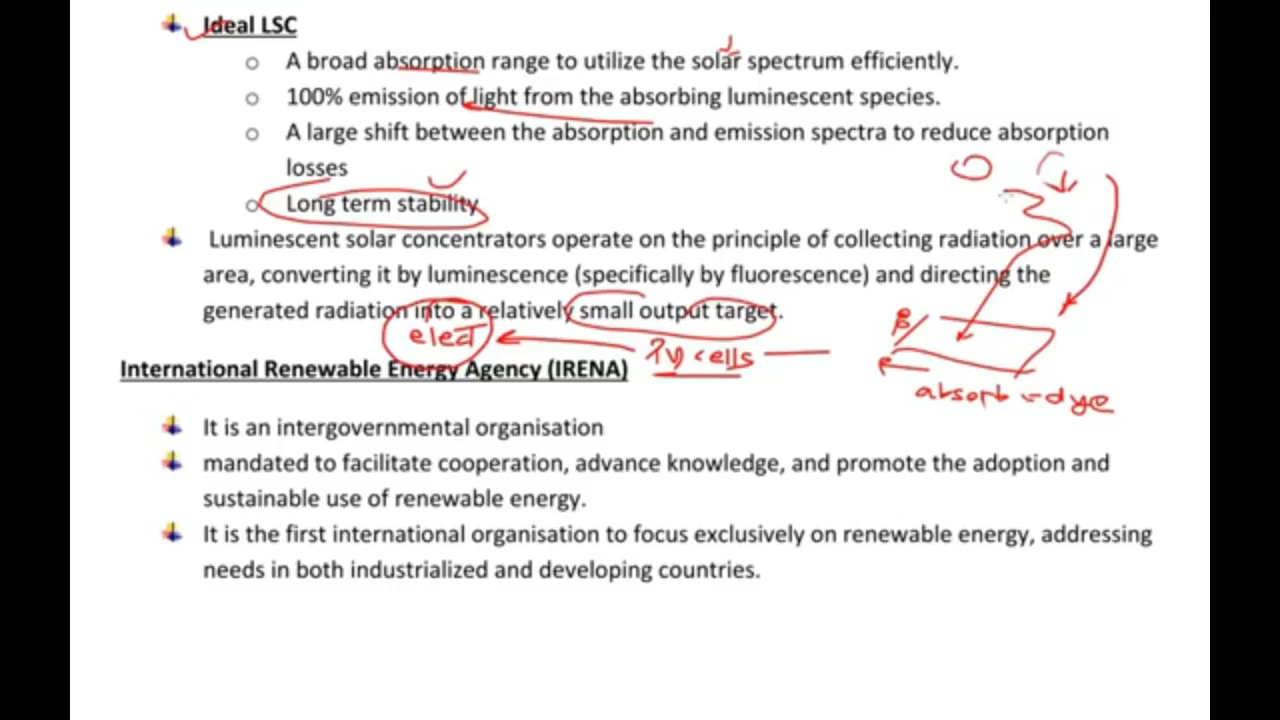 Ideal LSC
A broad absorption range to utilize the solar spectrum efficiently.
100% emission of light from the absorbing luminescent species.
A large shift between the absorption and emission spectra to reduce absorption
losses
Long term stability
Luminescent solar concentrators operate on the principle of collecting radiation over a large
area, converting it by luminescence (specifically by fluorescence) and directing the
generated radiation into a relatively small output target.
elect
cells
absorb dye
International Renewable Energy Agency (IRENA)
It is an intergovernmental organisation
mandated to facilitate cooperation, advance knowledge, and promote the adoption and
sustainable use of renewable energy.
It is the first international organisation to focus exclusively on renewable energy, addressing
needs in both industrialized and developing countries.